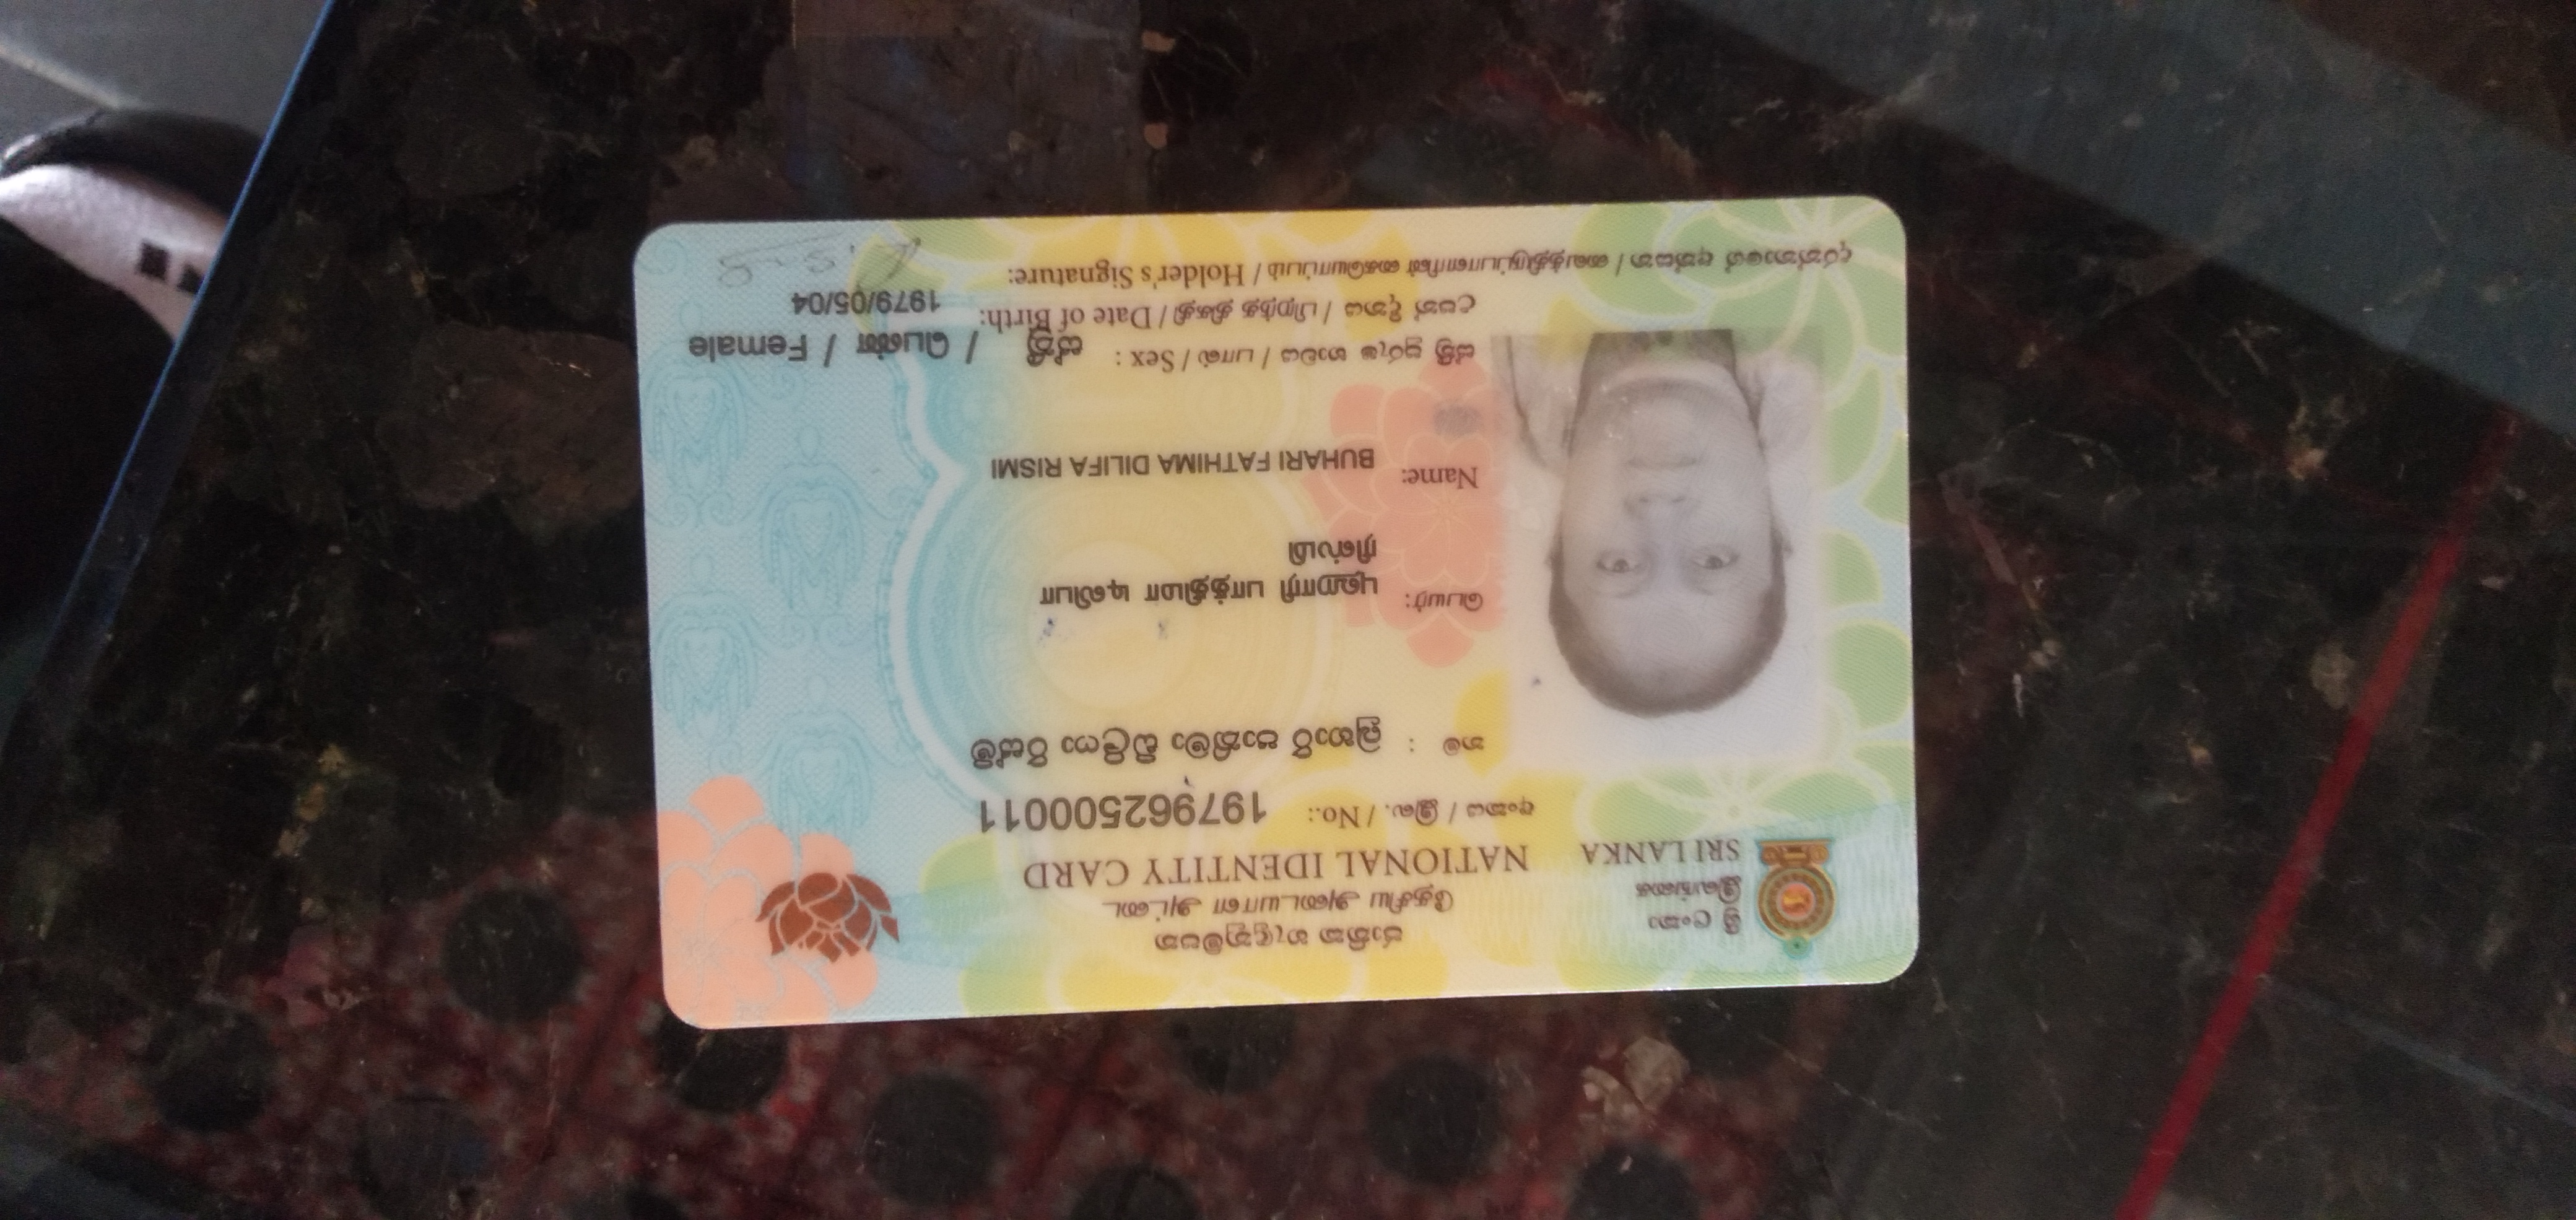 ශ්‍රී ලංකා
இலங்கை
SRI LANKA
ජාතික හැඳුනුම්පත
தேசிய அடையாள அட்டை
NATIONAL IDENTITY CARD
අංකය / இல. / No.: 197962500011
නම : බුහාරි පාතිමා ඩිලිෆා රිස්මි
பெயர்: புஹாரி பாத்திமா டிலிபா
ரிஸ்மி
Name: BUHARI FATHIMA DILIFA RISMI
ස්ත්‍රී පුරුෂ භාවය / பால் / Sex : ස්ත්‍රී / பெண் / Female
උපන් දිනය / பிறந்த திகதி / Date of Birth: 1979/05/04
දරන්නාගේ අත්සන / வைத்திருப்பாளரின் கையொப்பம் / Holder's Signature: